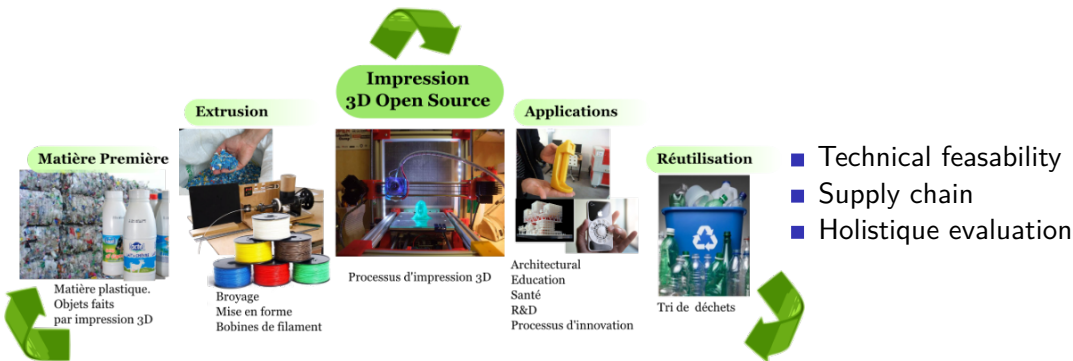 Impression
3D Open Source
Extrusion
Applications
Matière Première
Réutilisation
Matière plastique.
Objets faits
par impression 3D
Broyage
Mise en forme
Bobines de filament
Processus d'impression 3D
Architectural
Education
Santé
R&D
Processus d'innovation
Tri de déchets
Technical feasability
Supply chain
Holistique evaluation